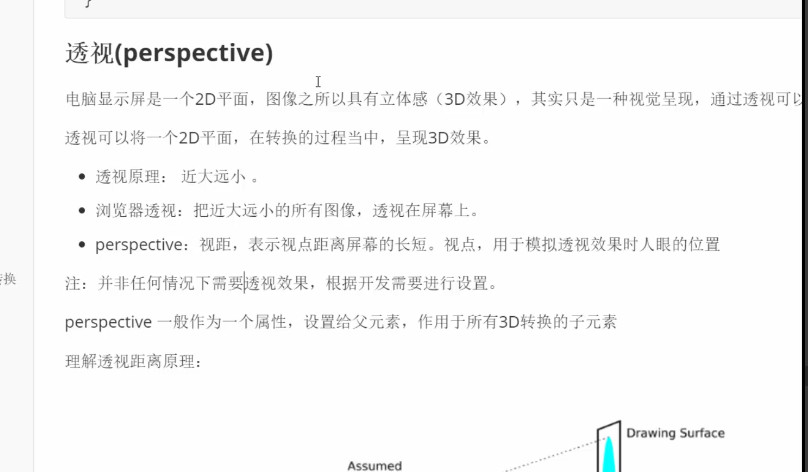 }
透视(perspective)
电脑显示屏是一个2D平面，图像之所以具有立体感（3D效果），其实只是一种视觉呈现，通过透视可以
透视可以将一个2D平面，在转换的过程当中，呈现3D效果。
透视原理： 近大远小 。
浏览器透视：把近大远小的所有图像，透视在屏幕上。
perspective：视距，表示视点距离屏幕的长短。视点，用于模拟透视效果时人眼的位置
转换
注：并非任何情况下需要透视效果，根据开发需要进行设置。
perspective 一般作为一个属性，设置给父元素，作用于所有3D转换的子元素
理解透视距离原理：
Drawing Surface
Assumed